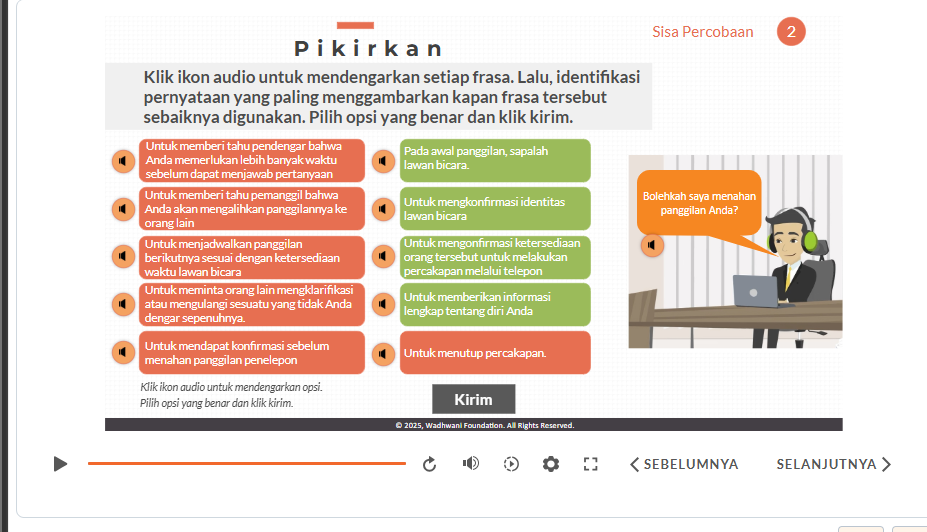 Sisa Percobaan
2
Pikirkan
Klik ikon audio untuk mendengarkan setiap frasa. Lalu, identifikasi
pernyataan yang paling menggambarkan kapan frasa tersebut
sebaiknya digunakan. Pilih opsi yang benar dan klik kirim.
Untuk memberi tahu pendengar bahwa
Anda memerlukan lebih banyak waktu
sebelum dapat menjawab pertanyaan
Pada awal panggilan, sapalah
lawan bicara.
Untuk memberi tahu pemanggil bahwa
Anda akan mengalihkan panggilannya ke
orang lain
Untuk mengkonfirmasi identitas
lawan bicara
Untuk menjadwalkan panggilan
berikutnya sesuai dengan ketersediaan
waktu lawan bicara
Untuk mengonfirmasi ketersediaan
orang tersebut untuk melakukan
percakapan melalui telepon
Untuk meminta orang lain mengklarifikasi
atau mengulangi sesuatu yang tidak Anda
dengar sepenuhnya.
Untuk memberikan informasi
lengkap tentang diri Anda
Untuk mendapat konfirmasi sebelum
menahan panggilan penelepon
Untuk menutup percakapan.
Bolehkah saya menahan
panggilan Anda?
Klik ikon audio untuk mendengarkan opsi.
Pilih opsi yang benar dan klik kirim.
Kirim
© 2025, Wadhwani Foundation. All Rights Reserved.
SEBELUMNYA
SELANJUTNYA